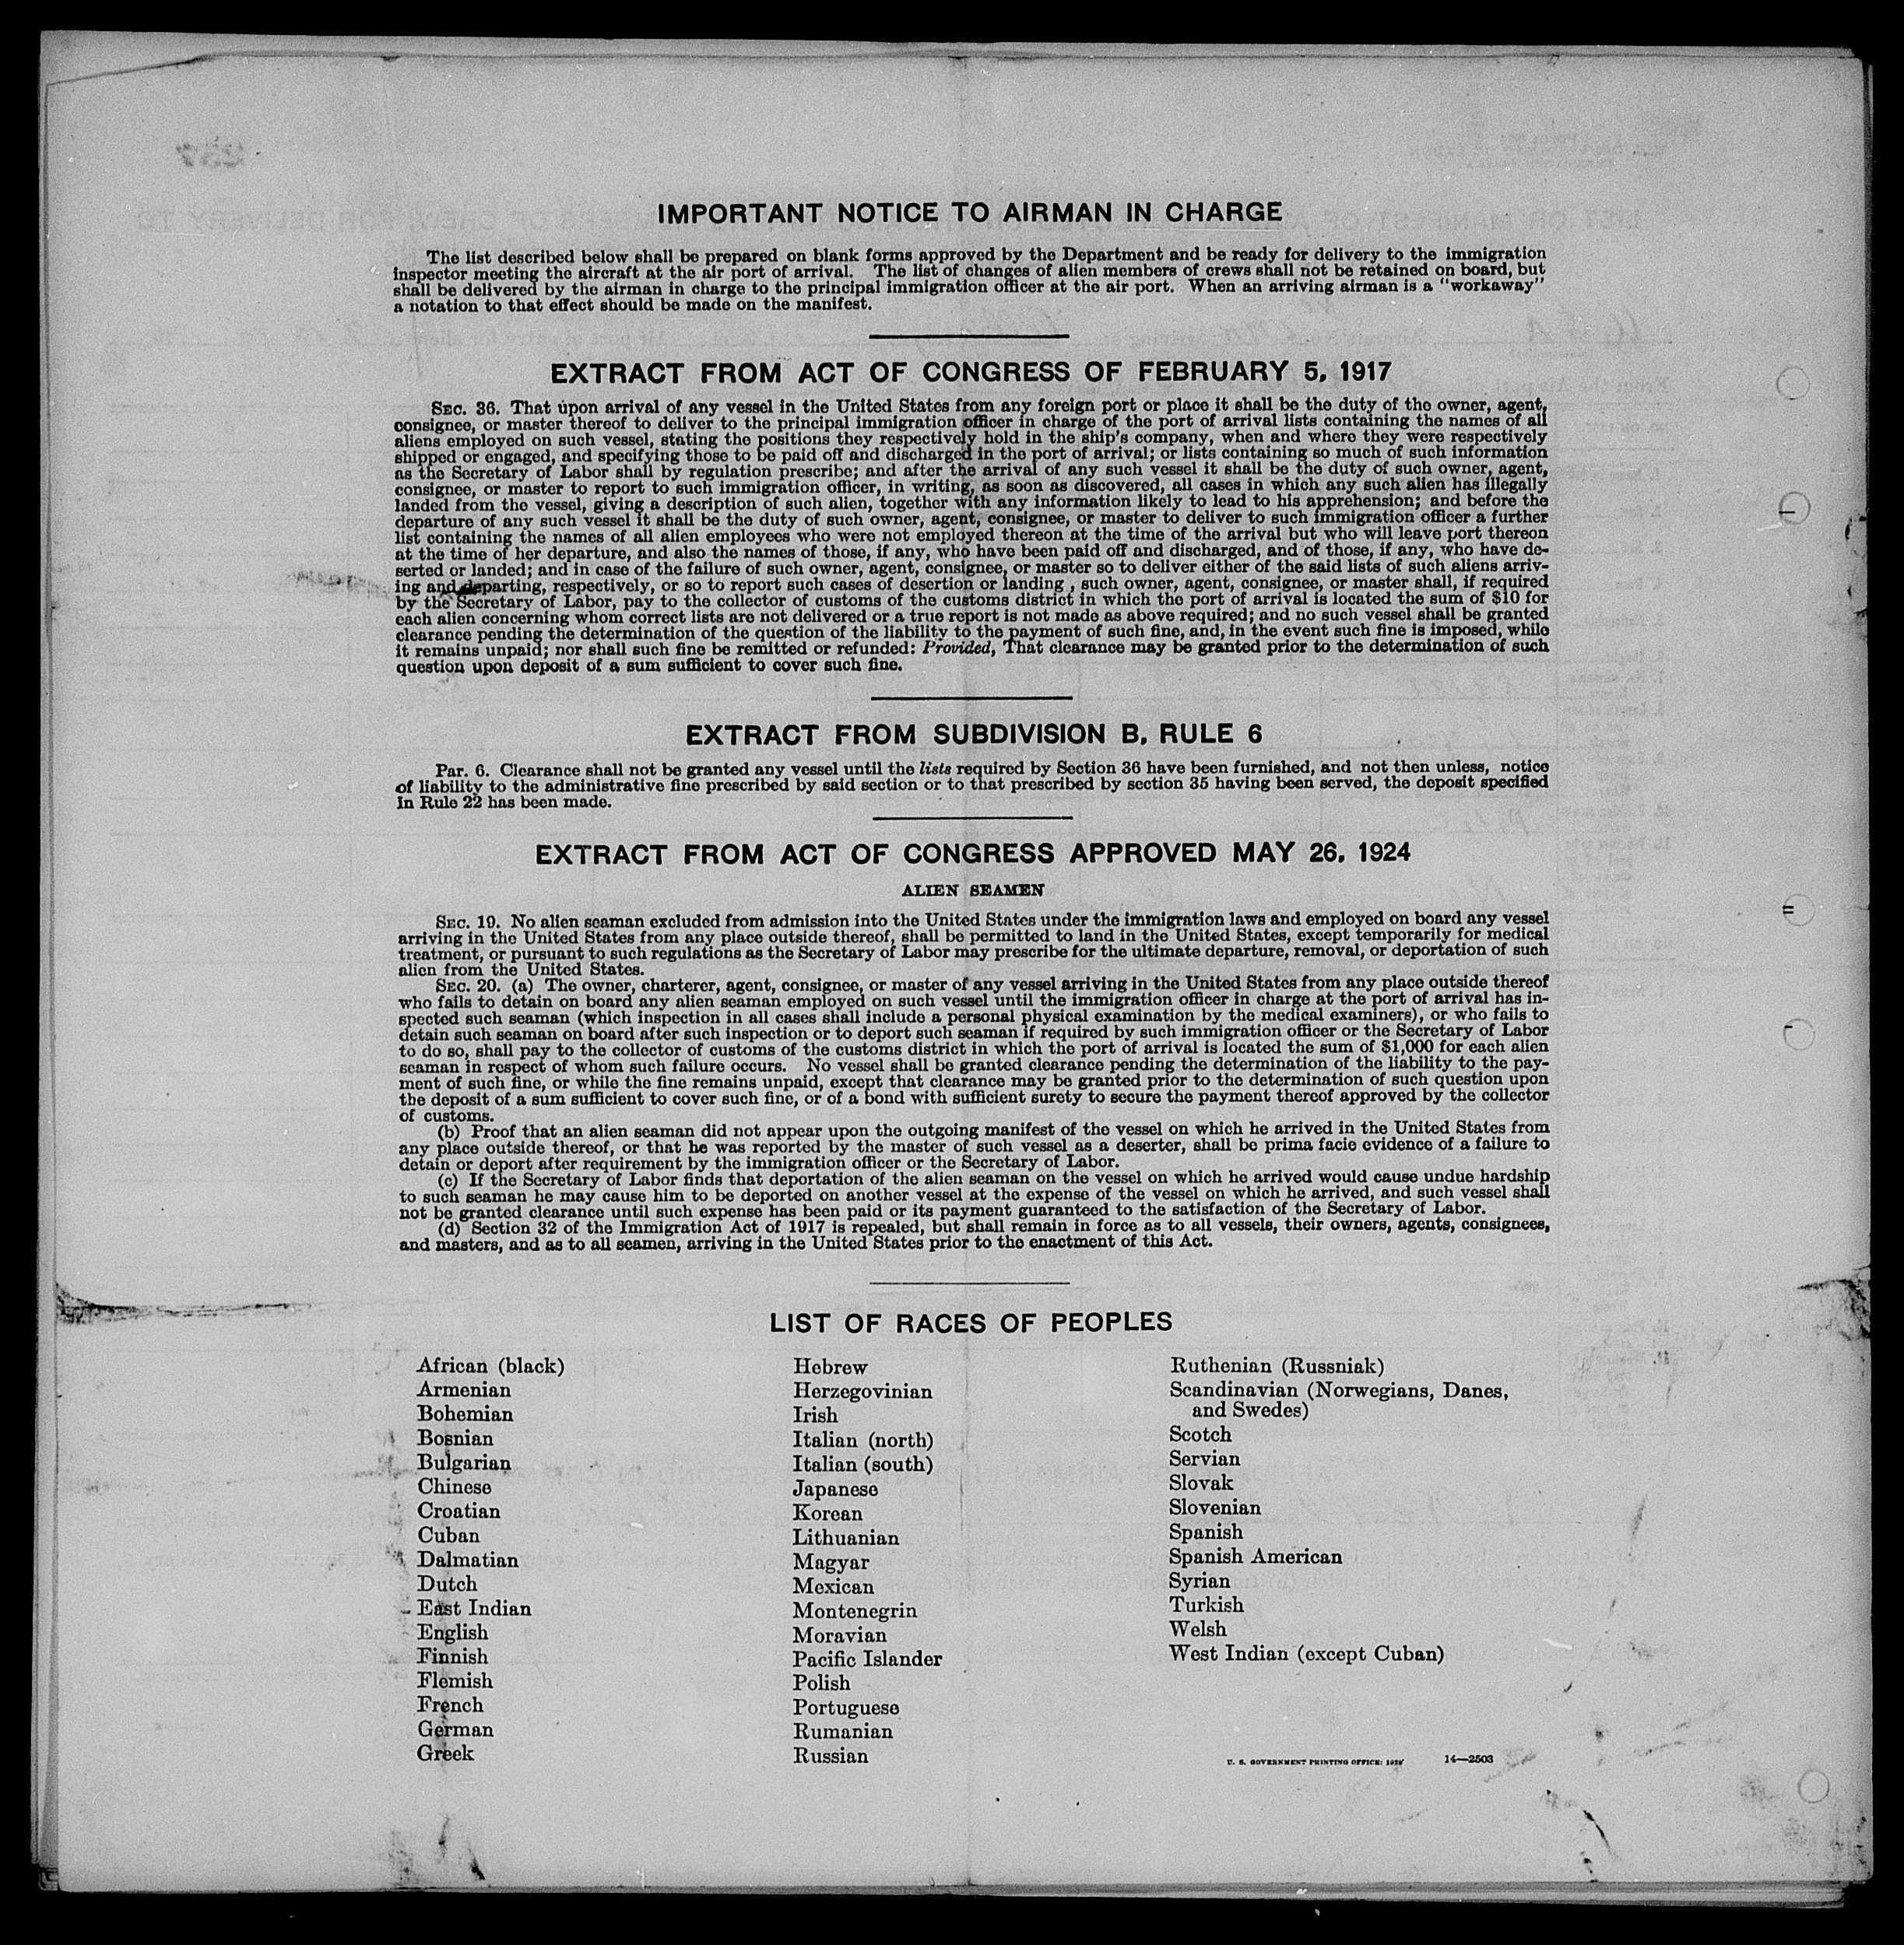 IMPORTANT NOTICE TO AIRMAN IN CHARGE
The list described below shall be prepared on blank forms approved by the Department and be ready for delivery to the immigration
inspector meeting the aircraft at the air port of arrival. The list of changes of alien members of crews shall not be retained on board, but
shall be delivered by the airman in charge to the principal immigration officer at the air port. When an arriving airman is a "workaway"
a notation to that effect should be made on the manifest.
EXTRACT FROM ACT OF CONGRESS OF FEBRUARY 5, 1917
SEC. 36. That upon arrival of any vessel in the United States from any foreign port or place it shall be the duty of the owner, agent,
consignee, or master thereof to deliver to the principal immigration officer in charge of the port of arrival lists containing the names of all
aliens employed on such vessel, stating the positions they respectively hold in the ship's company, when and where they were respectively
shipped or engaged, and specifying those to be paid off and discharged in the port of arrival; or lists containing so much of such information
as the Secretary of Labor shall by regulation prescribe; and after the arrival of any such vessel it shall be the duty of such owner, agent,
consignee, or master to report to such immigration officer, in writing, as soon as discovered, all cases in which any such alien has illegally
landed from the vessel, giving a description of such alien, together with any information likely to lead to his apprehension; and before the
departure of any such vessel it shall be the duty of such owner, agent, consignee, or master to deliver to such immigration officer a further
list containing the names of all alien employees who were not employed thereon at the time of the arrival but who will leave port thereon
at the time of her departure, and also the names of those, if any, who have been paid off and discharged, and of those, if any, who have de-
serted or landed; and in case of the failure of such owner, agent, consignee, or master so to deliver either of the said lists of such aliens arriv-
ing and departing, respectively, or so to report such cases of desertion or landing , such owner, agent, consignee, or master shall, if required
by the Secretary of Labor, pay to the collector of customs of the customs district in which the port of arrival is located the sum of $10 for
each alien concerning whom correct lists are not delivered or a true report is not made as above required; and no such vessel shall be granted
clearance pending the determination of the question of the liability to the payment of such fine, and, in the event such fine is imposed, while
it remains unpaid; nor shall such fine be remitted or refunded: Provided, That clearance may be granted prior to the determination of such
question upon deposit of a sum sufficient to cover such fine.
EXTRACT FROM SUBDIVISION B, RULE 6
Par. 6. Clearance shall not be granted any vessel until the lists required by Section 36 have been furnished, and not then unless, notice
of liability to the administrative fine prescribed by said section or to that prescribed by section 35 having been served, the deposit specified
in Rule 22 has been made.
EXTRACT FROM ACT OF CONGRESS APPROVED MAY 26, 1924
ALIEN SEAMEN
SEC. 19. No alien seaman excluded from admission into the United States under the immigration laws and employed on board any vessel
arriving in the United States from any place outside thereof, shall be permitted to land in the United States, except temporarily for medical
treatment, or pursuant to such regulations as the Secretary of Labor may prescribe for the ultimate departure, removal, or deportation of such
alien from the United States.
SEC. 20. (a) The owner, charterer, agent, consignee, or master of any vessel arriving in the United States from any place outside thereof
who fails to detain on board any alien seaman employed on such vessel until the immigration officer in charge at the port of arrival has in-
spected such seaman (which inspection in all cases shall include a personal physical examination by the medical examiners), or who fails to
detain such seaman on board after such inspection or to deport such seaman if required by such immigration officer or the Secretary of Labor
to do so, shall pay to the collector of customs of the customs district in which the port of arrival is located the sum of $1,000 for each alien
seaman in respect of whom such failure occurs. No vessel shall be granted clearance pending the determination of the liability to the pay-
ment of such fine, or while the fine remains unpaid, except that clearance may be granted prior to the determination of such question upon
the deposit of a sum sufficient to cover such fine, or of a bond with sufficient surety to secure the payment thereof approved by the collector
of customs.
(b) Proof that an alien seaman did not appear upon the outgoing manifest of the vessel on which he arrived in the United States from
any place outside thereof, or that he was reported by the master of such vessel as a deserter, shall be prima facie evidence of a failure to
detain or deport after requirement by the immigration officer or the Secretary of Labor.
(c) If the Secretary of Labor finds that deportation of the alien seaman on the vessel on which he arrived would cause undue hardship
to such seaman he may cause him to be deported on another vessel at the expense of the vessel on which he arrived, and such vessel shall
not be granted clearance until such expense has been paid or its payment guaranteed to the satisfaction of the Secretary of Labor.
(d) Section 32 of the Immigration Act of 1917 is repealed, but shall remain in force as to all vessels, their owners, agents, consignees,
and masters, and as to all seamen, arriving in the United States prior to the enactment of this Act.
LIST OF RACES OF PEOPLES
African (black)
Armenian
Bohemian
Bosnian
Bulgarian
Chinese
Croatian
Cuban
Dalmatian
Dutch
East Indian
English
Finnish
Flemish
French
German
Greek
Hebrew
Herzegovinian
Irish
Italian (north)
Italian (south)
Japanese
Korean
Lithuanian
Magyar
Mexican
Montenegrin
Moravian
Pacific Islander
Polish
Portuguese
Rumanian
Russian
Ruthenian (Russniak)
Scandinavian (Norwegians, Danes,
and Swedes)
Scotch
Servian
Slovak
Slovenian
Spanish
Spanish American
Syrian
Turkish
Welsh
West Indian (except Cuban)
U. S. GOVERNMENT PRINTING OFFICE: 14—2503